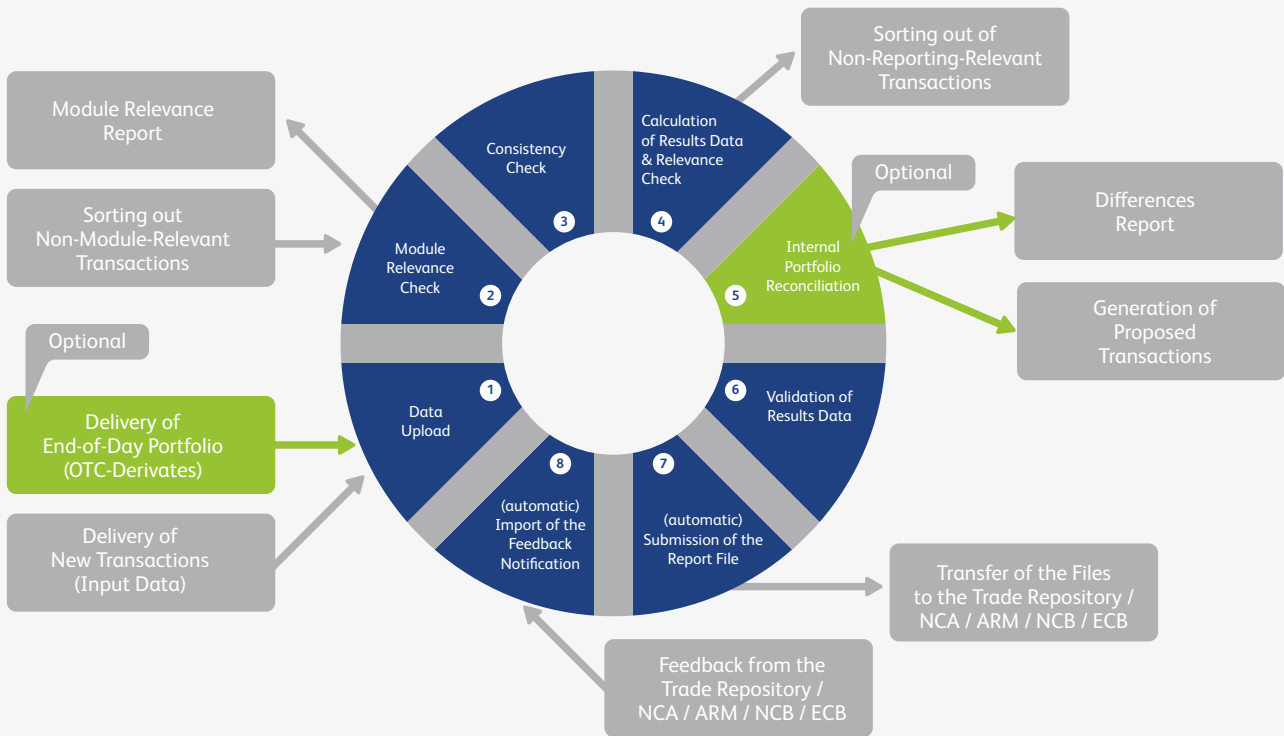 Sorting out of
Non-Reporting-Relevant
Transactions
Module Relevance
Report
Calculation
of Results Data
& Relevance
Check
Consistency
Check
Optional
Differences
Report
Sorting out
Non-Module-Relevant
Transactions
3
4
Module
Relevance
Check
Internal
Portfolio
Reconciliation
2
5
Generation of
Proposed
Transactions
Optional
1
6
Data
Upload
Validation of
Results Data
Delivery of
End-of-Day Portfolio
(OTC-Derivates)
8
7
(automatic)
Import of the
Feedback
Notification
(automatic)
Submission of the
Report File
Delivery of
New Transactions
(Input Data)
Transfer of the Files
to the Trade Repository /
NCA / ARM / NCB / ECB
Feedback from the
Trade Repository /
NCA / ARM / NCB / ECB